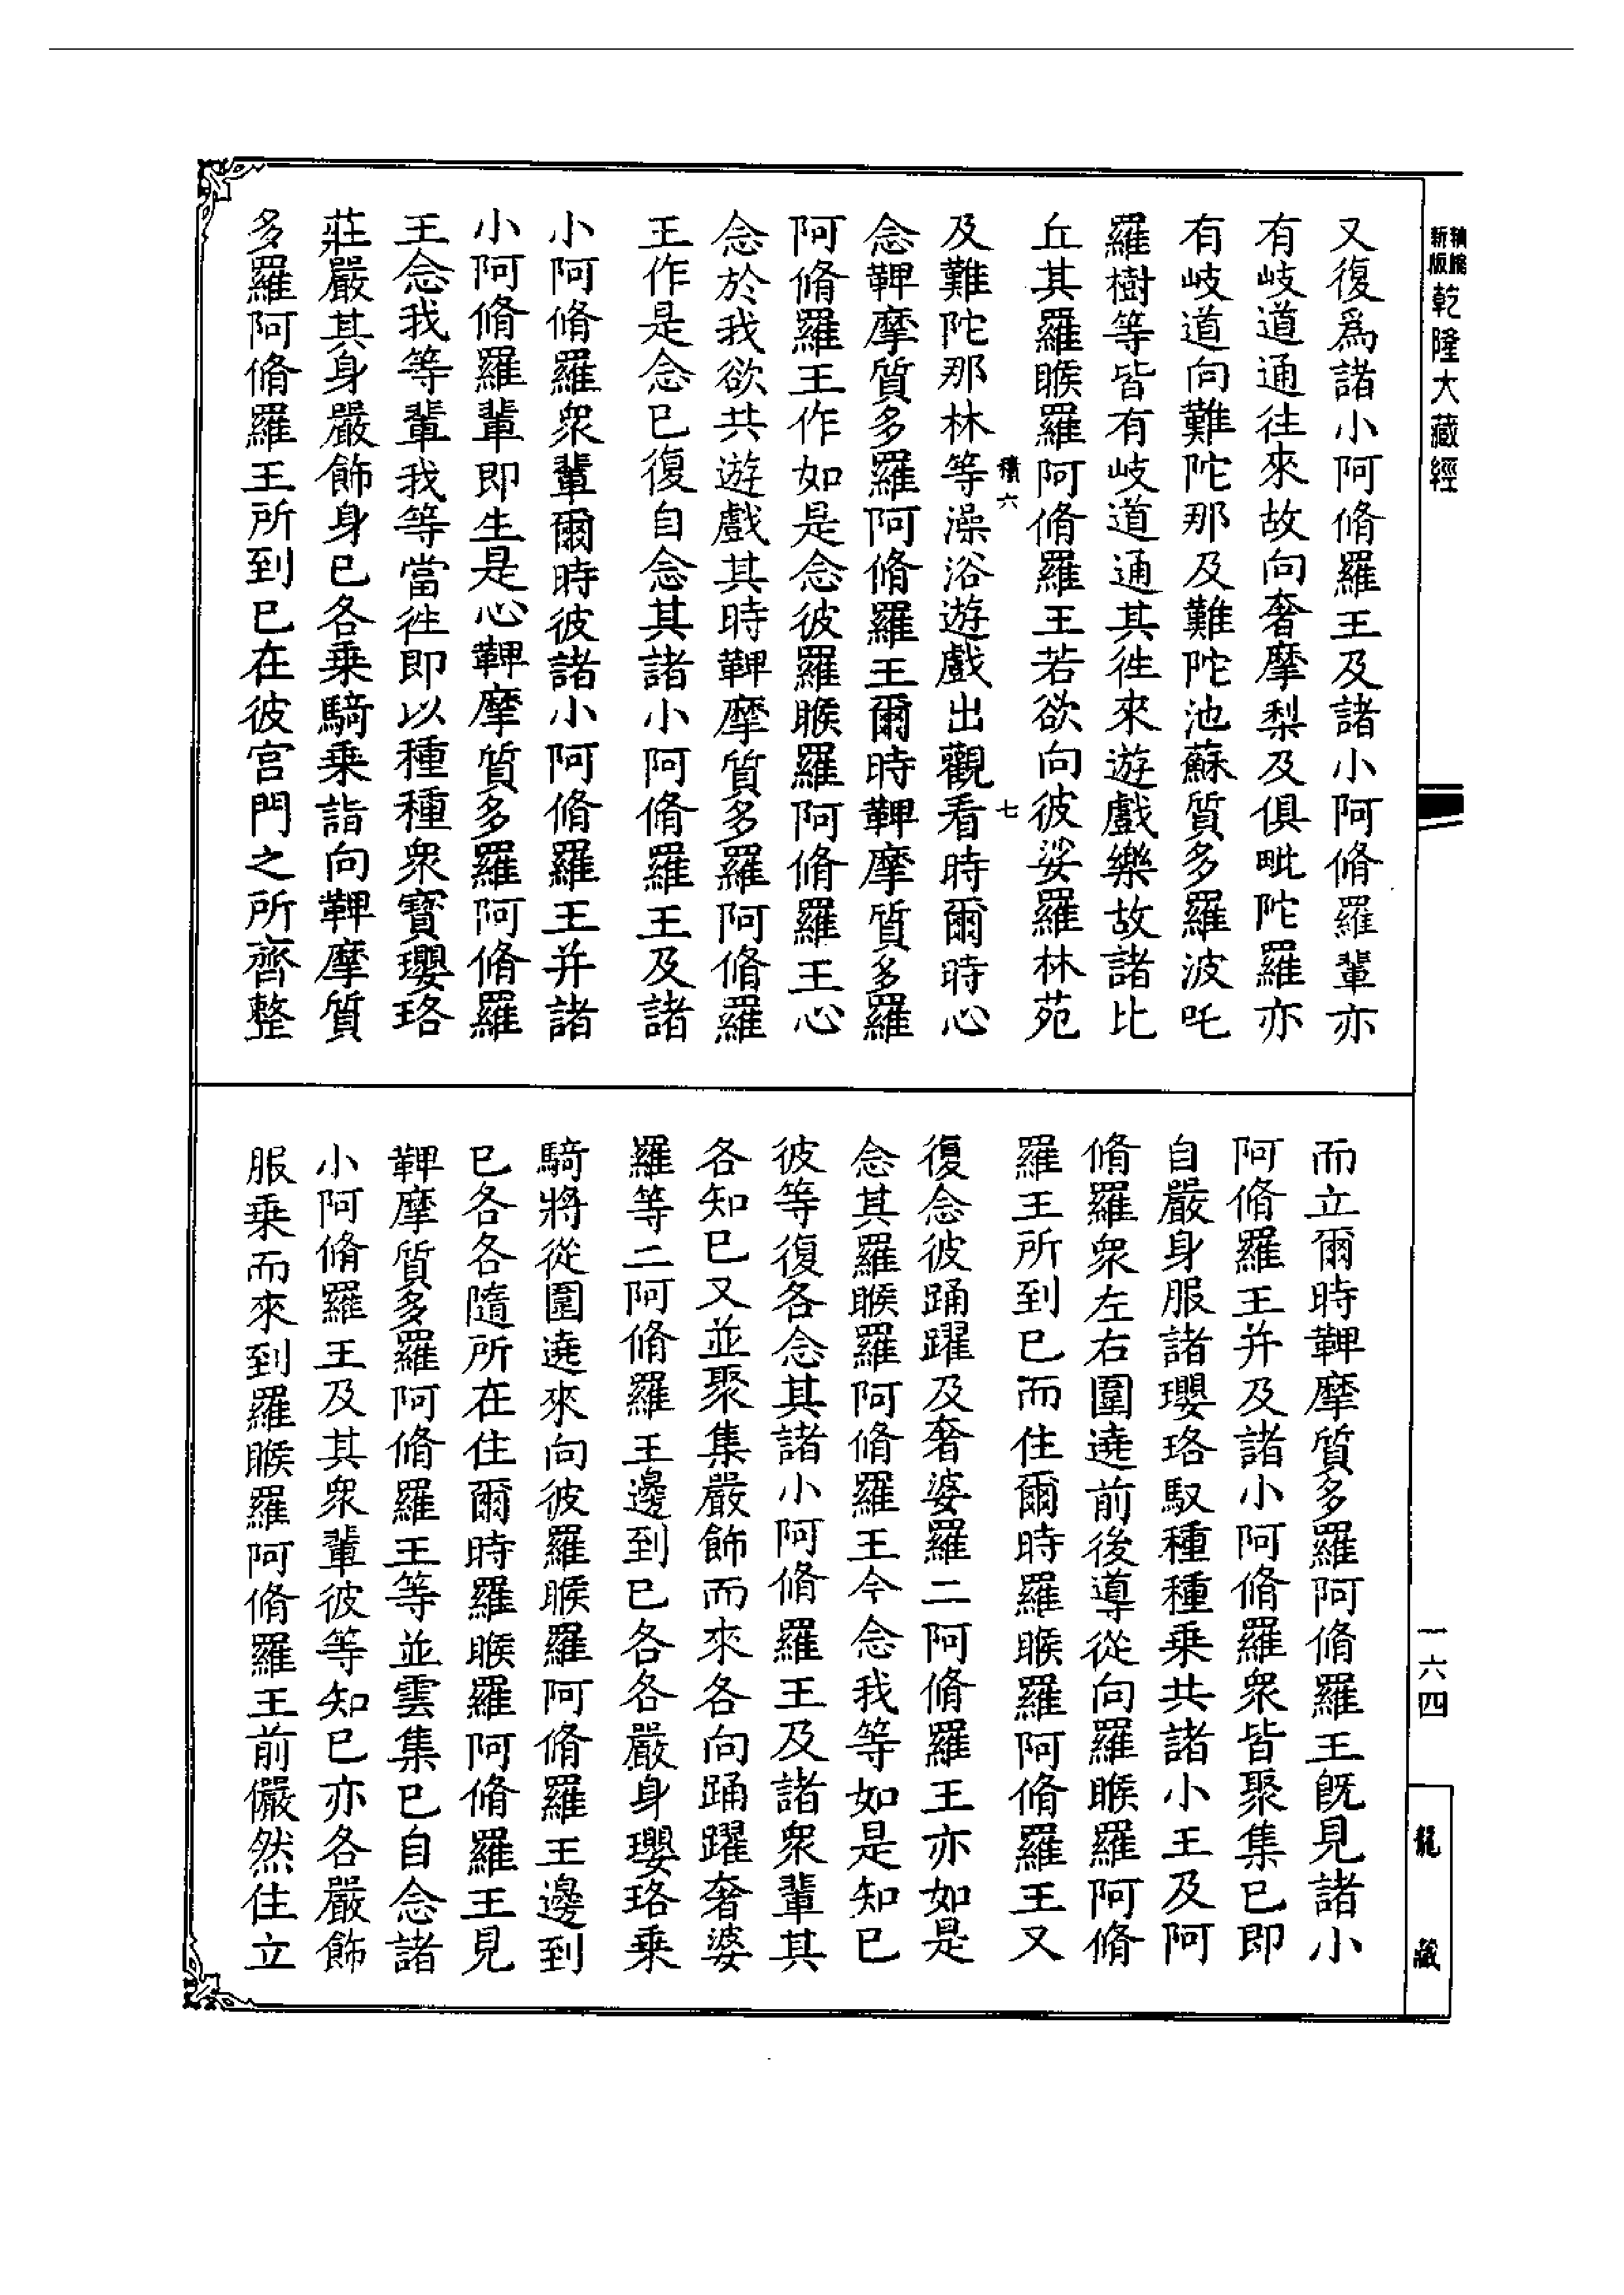 新版
精縮
乾隆大藏經
又復爲諸小阿脩羅王及諸小阿脩羅輩亦
有岐道通往來故向奢摩梨及俱毗陀羅亦
有岐道向難陀那及難陀池蘇質多羅波吒
羅樹等皆有岐道通其徃來遊戲樂故諸比
丘其羅睺羅阿脩羅王若欲向彼娑羅林苑
積六
七
及難陀那林等澡浴遊戲出觀看時爾時心
念鞞摩質多羅阿脩羅王爾時鞞摩質多羅
阿脩羅王作如是念彼羅睺羅阿脩羅王心
念於我欲共遊戲其時鞞摩質多羅阿脩羅
王作是念已復自念其諸小阿脩羅王及諸
小阿脩羅衆輩爾時彼諸小阿脩羅王并諸
小阿脩羅輩即生是心鞞摩質多羅阿脩羅
王念我等輩我等當徃即以種種衆寳瓔珞
莊嚴其身嚴飾身已各乗騎乗詣向鞞摩質
多羅阿脩羅王所到已在彼宫門之所齊整
而立爾時鞞摩質多羅阿脩羅王旣見諸小
阿脩羅王并及諸小阿脩羅衆皆聚集已即
自嚴身服諸瓔珞馭種種乗共諸小王及阿
脩羅衆左右圍遶前後導從向羅睺羅阿脩
羅王所到已而住爾時羅睺羅阿脩羅王又
復念彼踊躍及奢婆羅二阿脩羅王亦如是
念其羅睺羅阿脩羅王今念我等如是知已
彼等復各念其諸小阿脩羅王及諸衆輩其
各知已又並聚集嚴飾而來各向踊躍奢婆
羅等二阿脩羅王邊到已各各嚴身瓔珞乗
騎將從圍遶來向彼羅睺羅阿脩羅王邊到
已各各隨所在住爾時羅睺羅阿脩羅王見
鞞摩質多羅阿脩羅王等並雲集已自念諸
小阿脩羅王及其衆輩彼等知已亦各嚴飾
服乗而來到羅睺羅阿脩羅王前儼然住立
一六四
龍藏